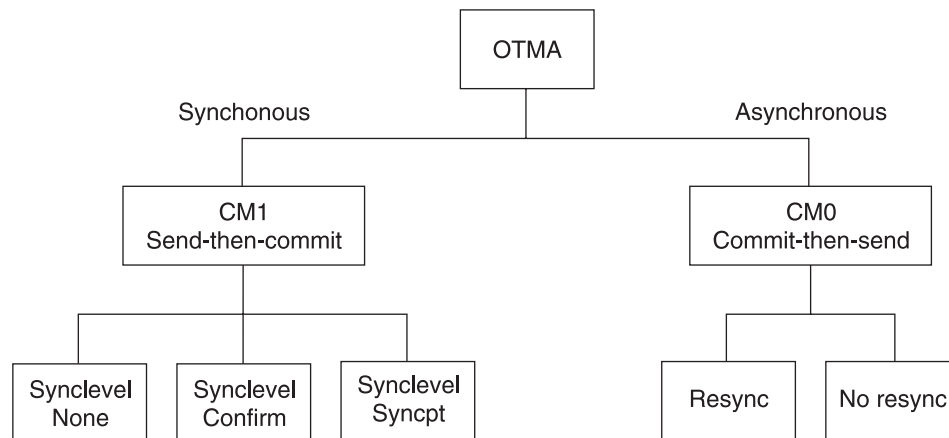 OTMA
Synchonous
Asynchronous
CM1
Send-then-commit
CM0
Commit-then-send
Synclevel
None
Synclevel
Confirm
Synclevel
Syncpt
Resync
No resync